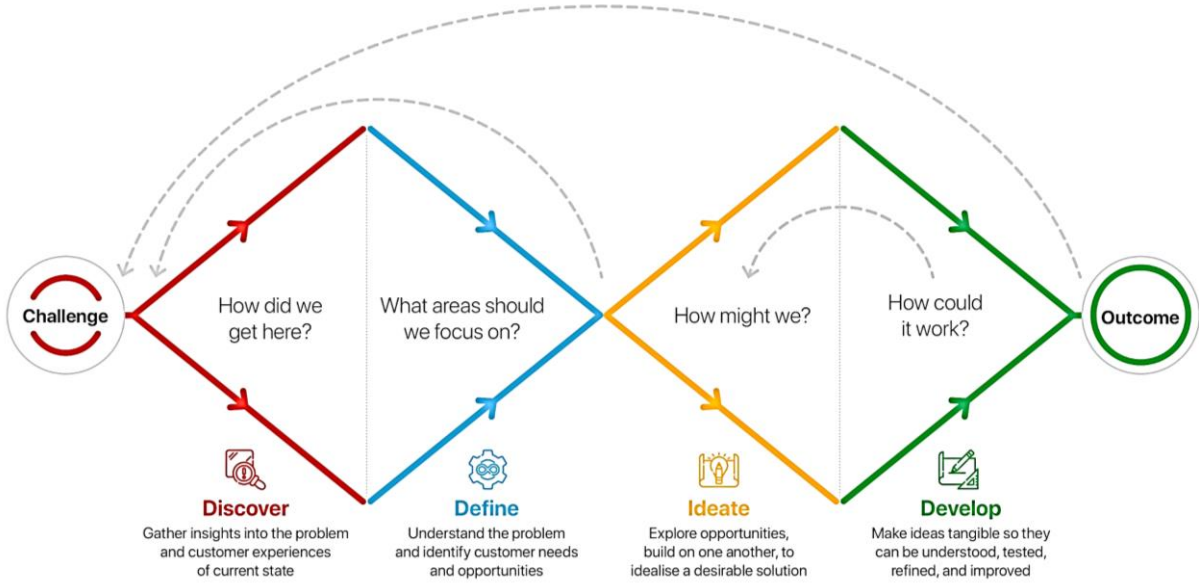 Challenge
How did we
get here?
What areas should
we focus on?
How might we?
How could
it work?
Outcome
Discover
Gather insights into the problem
and customer experiences
of current state
Define
Understand the problem
and identify customer needs
and opportunities
Ideate
Explore opportunities,
build on one another, to
idealise a desirable solution
Develop
Make ideas tangible so they
can be understood, tested,
refined, and improved